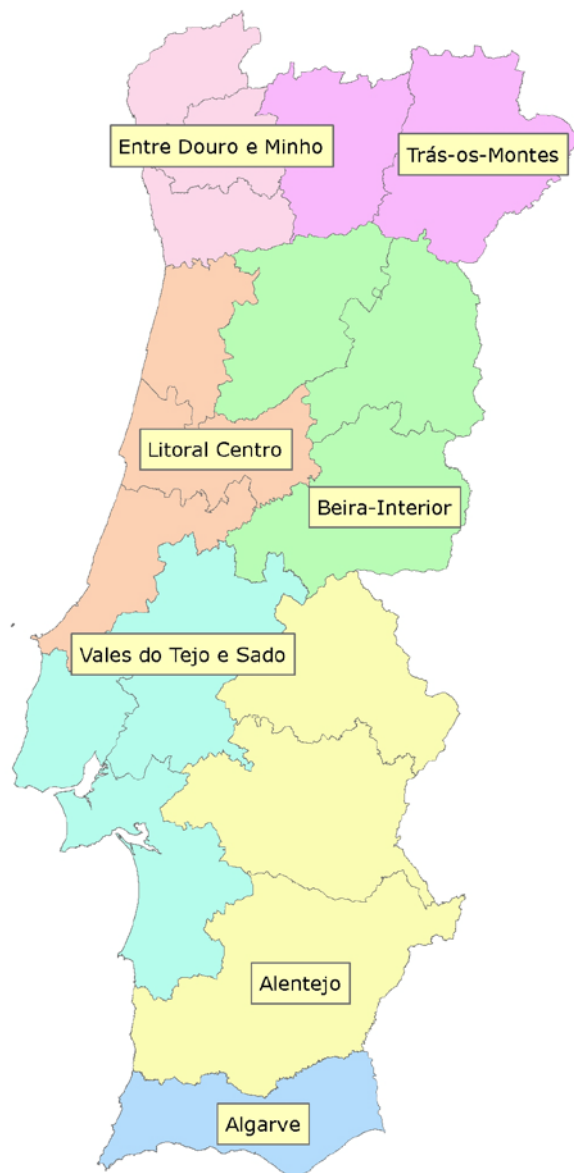 Entre Douro e Minho
Trás-os-Montes
Litoral Centro
Beira-Interior
Vales do Tejo e Sado
Alentejo
Algarve